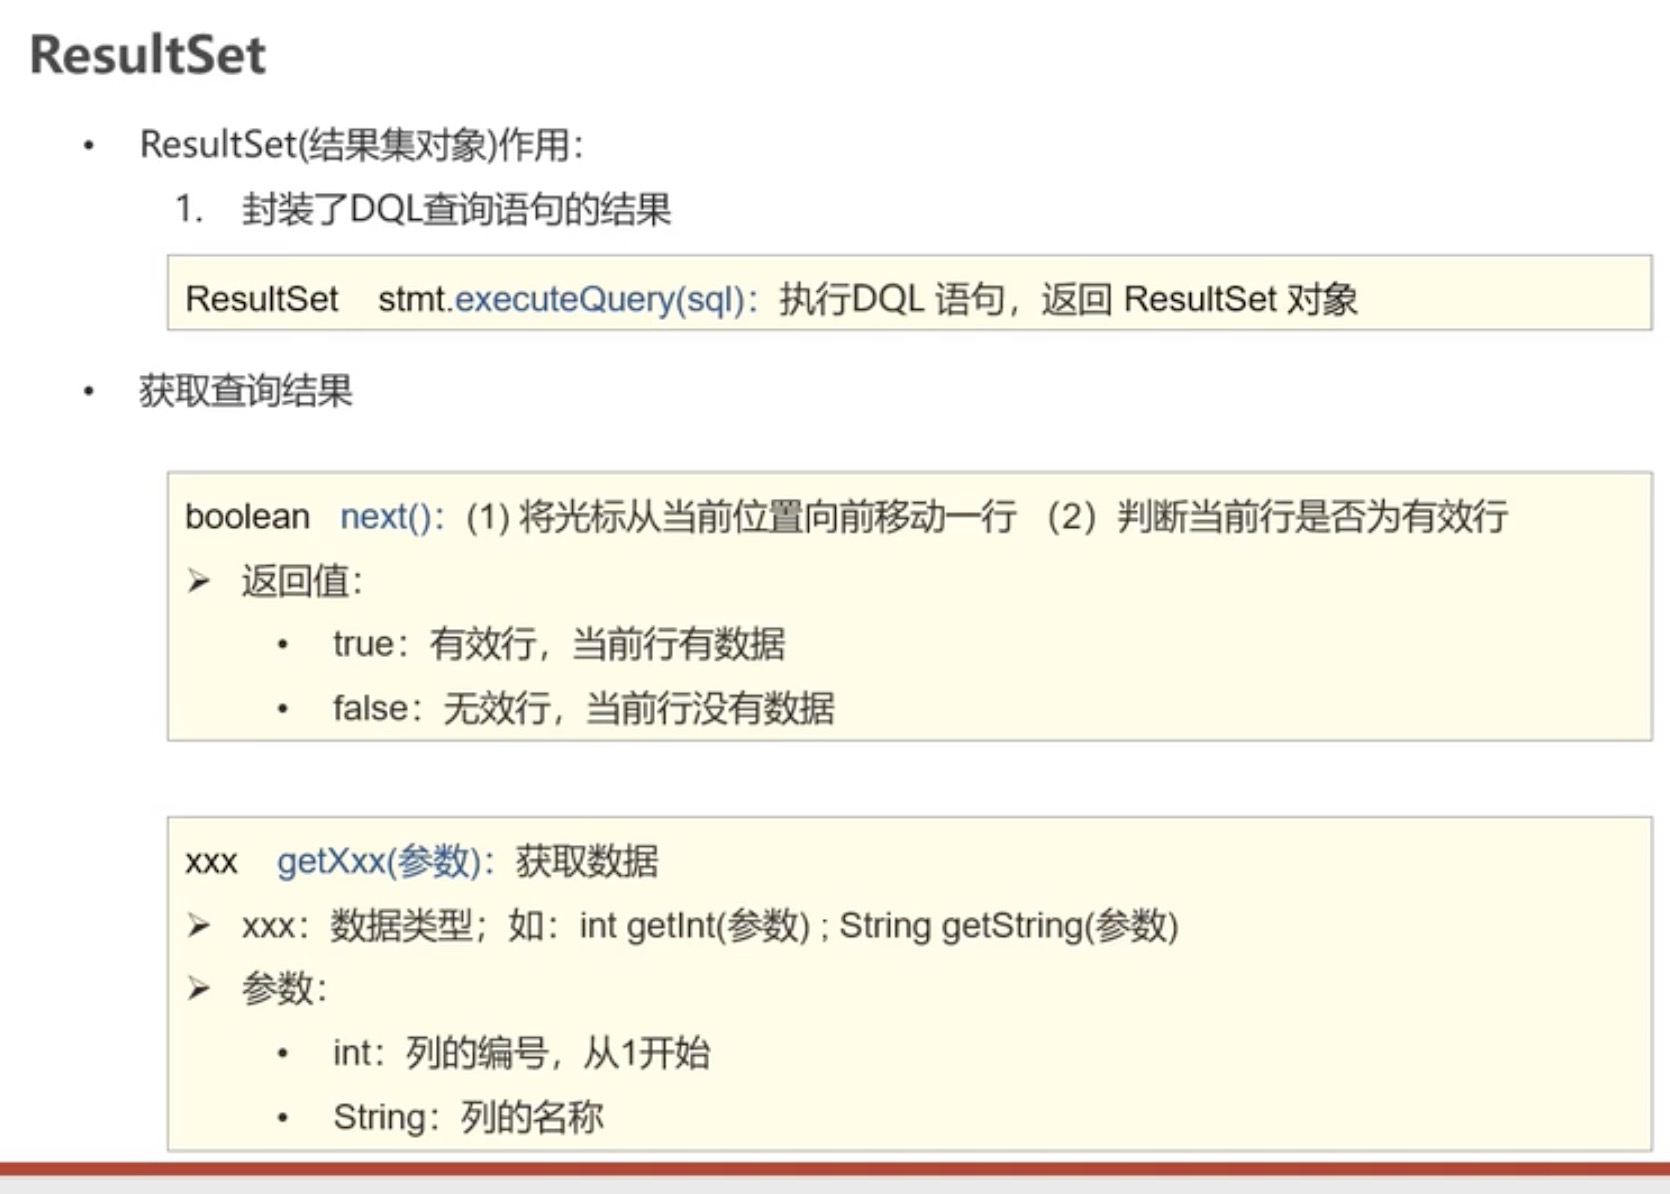 ResultSet
• ResultSet(结果集对象)作用：
1. 封装了DQL查询语句的结果
ResultSet stmt.executeQuery(sql)：执行DQL 语句，返回 ResultSet 对象
• 获取查询结果
boolean next()：(1) 将光标从当前位置向前移动一行 （2）判断当前行是否为有效行
➢ 返回值：
• true：有效行，当前行有数据
• false：无效行，当前行没有数据
xxx getXxx(参数)：获取数据
➢ xxx：数据类型；如：int getInt(参数) ; String getString(参数)
➢ 参数：
• int：列的编号，从1开始
• String：列的名称